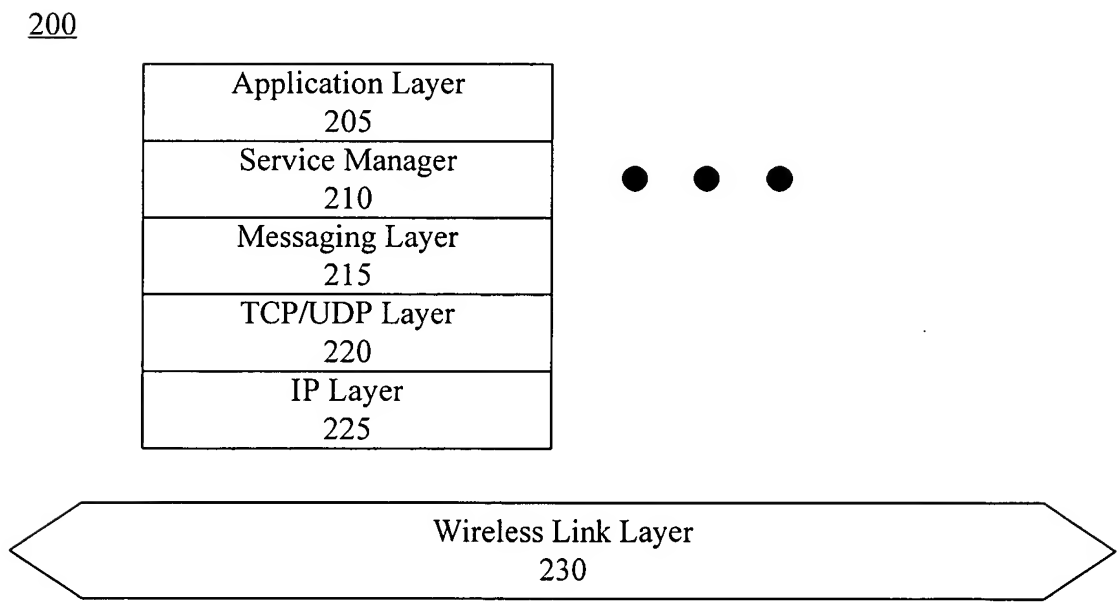 200
Application Layer
205
Service Manager
210
Messaging Layer
215
TCP/UDP Layer
220
IP Layer
225
Wireless Link Layer
230